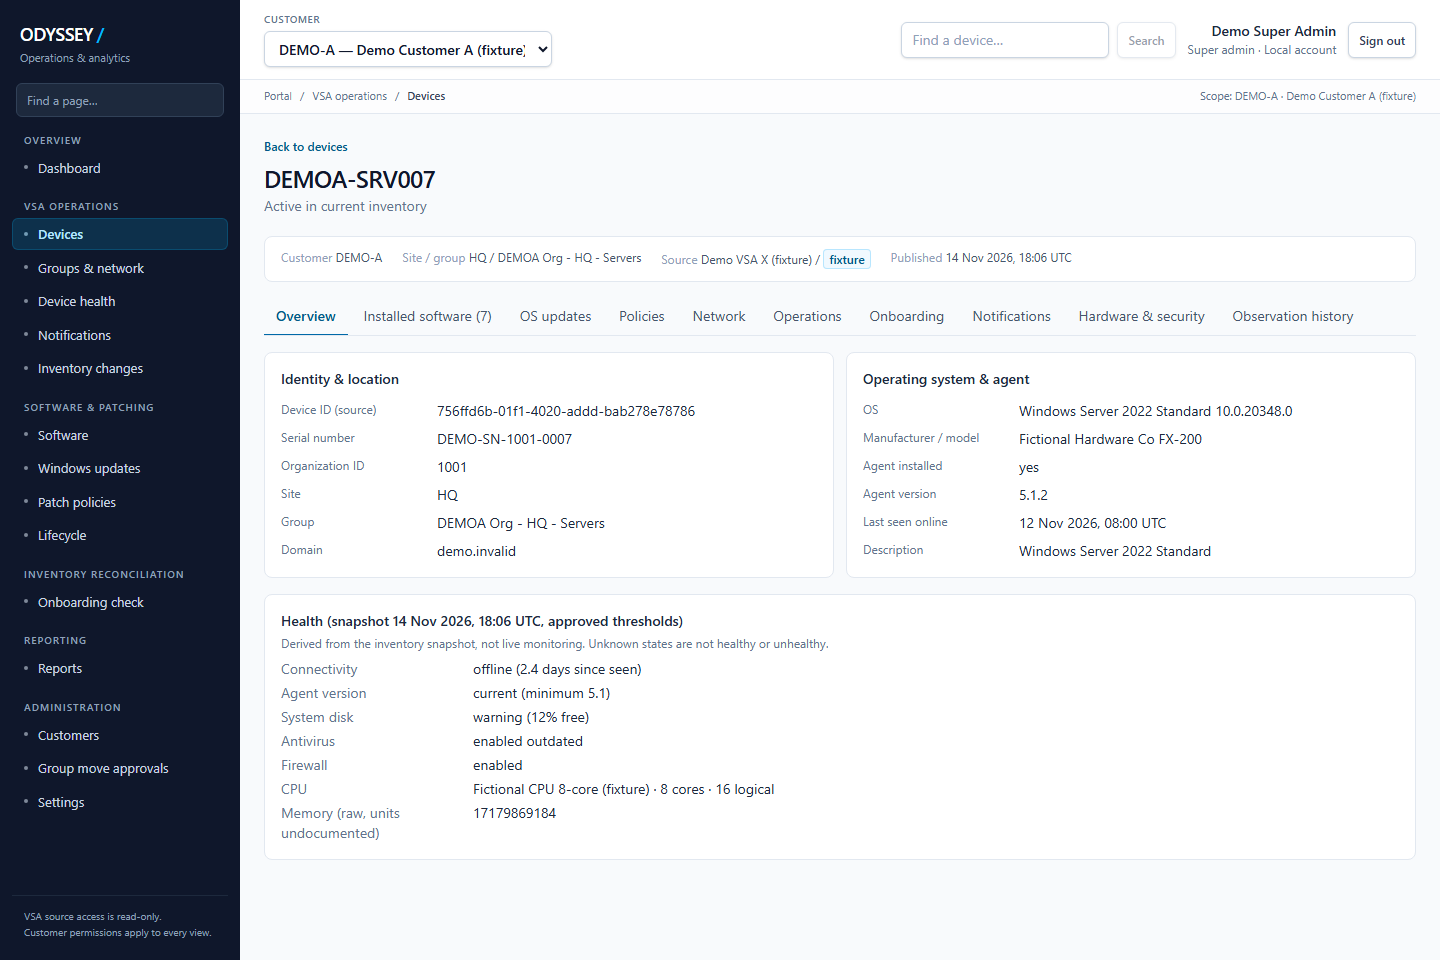 ODYSSEY /
Operations & analytics
Find a page...
OVERVIEW
Dashboard
VSA OPERATIONS
Devices
Groups & network
Device health
Notifications
Inventory changes
SOFTWARE & PATCHING
Software
Windows updates
Patch policies
Lifecycle
INVENTORY RECONCILIATION
Onboarding check
REPORTING
Reports
ADMINISTRATION
Customers
Group move approvals
Settings
VSA source access is read-only.
Customer permissions apply to every view.
CUSTOMER
DEMO-A — Demo Customer A (fixture)
Find a device...
Search
Demo Super Admin
Super admin · Local account
Sign out
Portal / VSA operations / Devices
Scope: DEMO-A · Demo Customer A (fixture)
Back to devices
DEMOA-SRV007
Active in current inventory
Customer DEMO-A Site / group HQ / DEMOA Org - HQ - Servers Source Demo VSA X (fixture) / fixture Published 14 Nov 2026, 18:06 UTC
Overview Installed software (7) OS updates Policies Network Operations Onboarding Notifications Hardware & security Observation history
Identity & location
Device ID (source) 756ffd6b-01f1-4020-addd-bab278e78786
Serial number DEMO-SN-1001-0007
Organization ID 1001
Site HQ
Group DEMOA Org - HQ - Servers
Domain demo.invalid
Operating system & agent
OS Windows Server 2022 Standard 10.0.20348.0
Manufacturer / model Fictional Hardware Co FX-200
Agent installed yes
Agent version 5.1.2
Last seen online 12 Nov 2026, 08:00 UTC
Description Windows Server 2022 Standard
Health (snapshot 14 Nov 2026, 18:06 UTC, approved thresholds)
Derived from the inventory snapshot, not live monitoring. Unknown states are not healthy or unhealthy.
Connectivity offline (2.4 days since seen)
Agent version current (minimum 5.1)
System disk warning (12% free)
Antivirus enabled outdated
Firewall enabled
CPU Fictional CPU 8-core (fixture) · 8 cores · 16 logical
Memory (raw, units undocumented) 17179869184